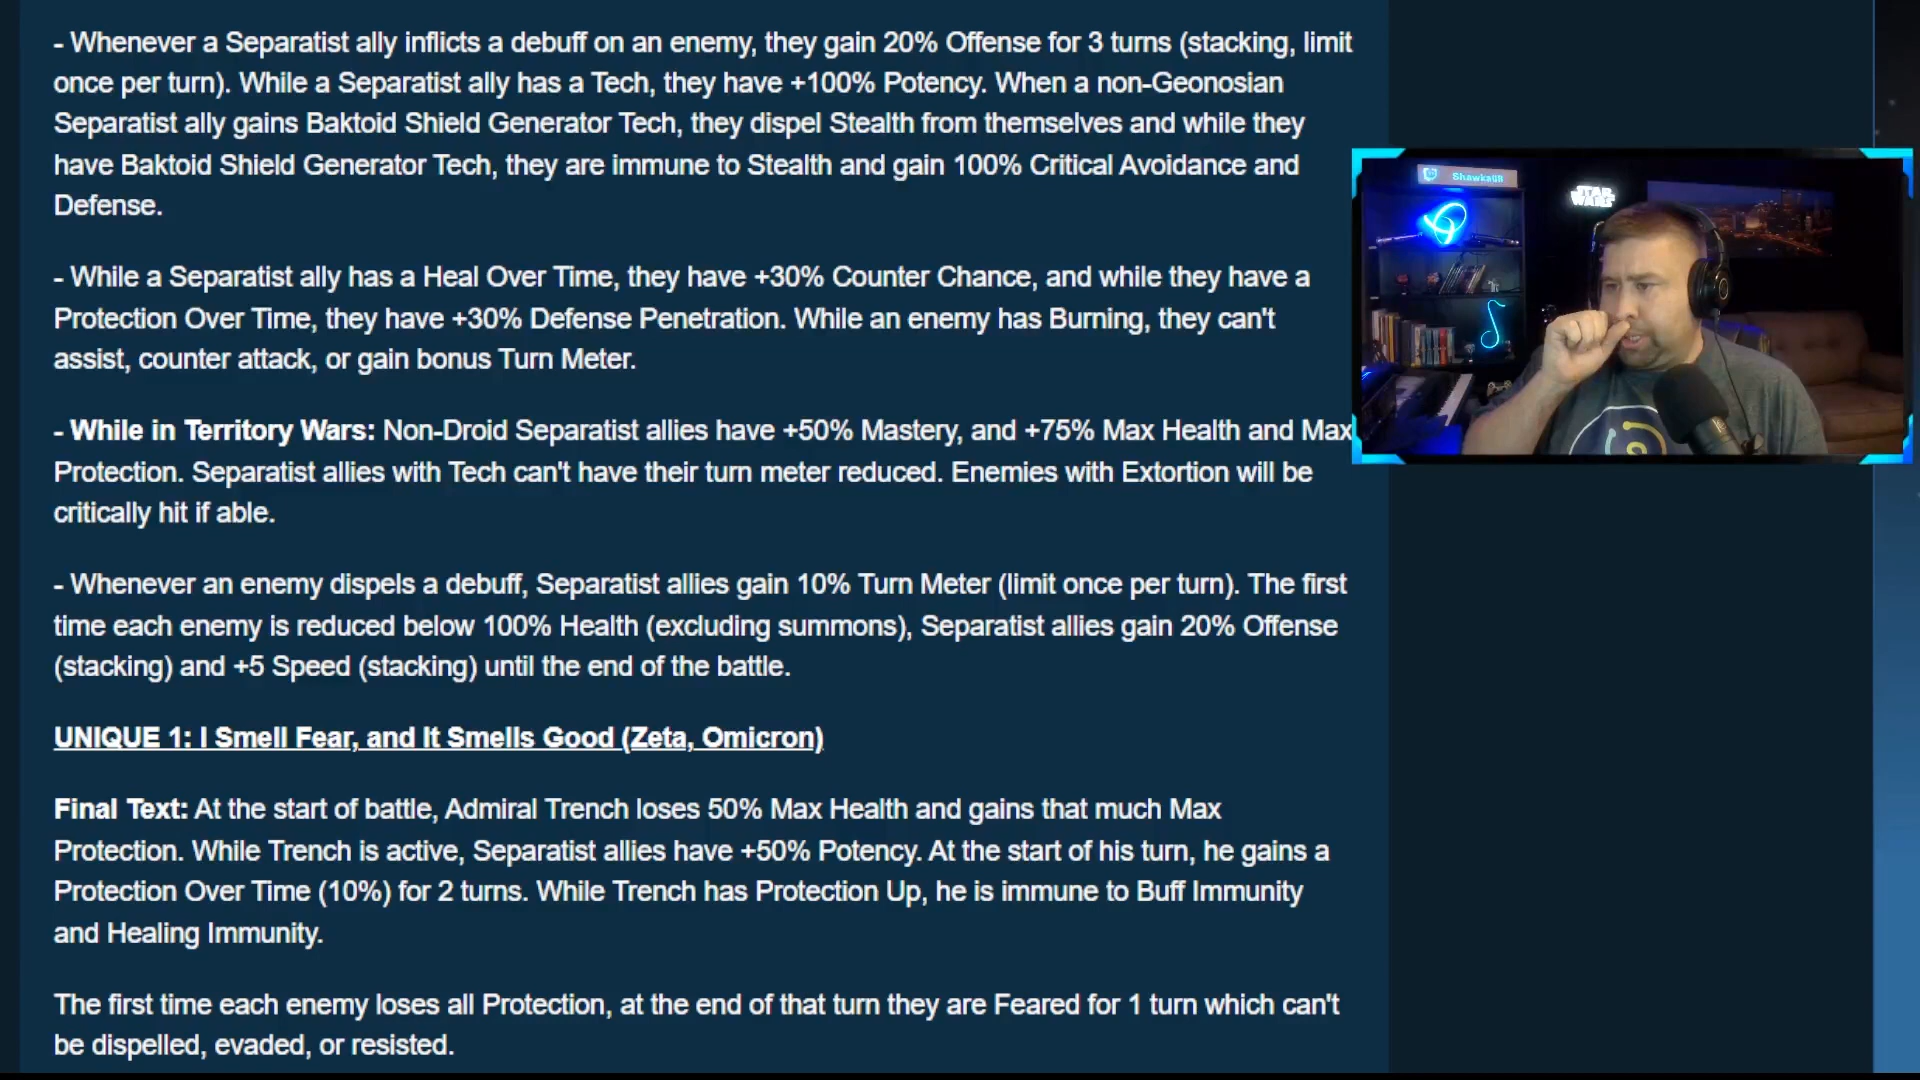 - Whenever a Separatist ally inflicts a debuff on an enemy, they gain 20% Offense for 3 turns (stacking, limit
once per turn). While a Separatist ally has a Tech, they have +100% Potency. When a non-Geonosian
Separatist ally gains Baktoid Shield Generator Tech, they dispel Stealth from themselves and while they
have Baktoid Shield Generator Tech, they are immune to Stealth and gain 100% Critical Avoidance and
Defense.
Shawka08
STAR
WARS
- While a Separatist ally has a Heal Over Time, they have +30% Counter Chance, and while they have a
Protection Over Time, they have +30% Defense Penetration. While an enemy has Burning, they can't
assist, counter attack, or gain bonus Turn Meter.
- While in Territory Wars: Non-Droid Separatist allies have +50% Mastery, and +75% Max Health and Max
Protection. Separatist allies with Tech can't have their turn meter reduced. Enemies with Extortion will be
critically hit if able.
- Whenever an enemy dispels a debuff, Separatist allies gain 10% Turn Meter (limit once per turn). The first
time each enemy is reduced below 100% Health (excluding summons), Separatist allies gain 20% Offense
(stacking) and +5 Speed (stacking) until the end of the battle.
UNIQUE 1: I Smell Fear, and It Smells Good (Zeta, Omicron)
Final Text: At the start of battle, Admiral Trench loses 50% Max Health and gains that much Max
Protection. While Trench is active, Separatist allies have +50% Potency. At the start of his turn, he gains a
Protection Over Time (10%) for 2 turns. While Trench has Protection Up, he is immune to Buff Immunity
and Healing Immunity.
The first time each enemy loses all Protection, at the end of that turn they are Feared for 1 turn which can't
be dispelled, evaded, or resisted.